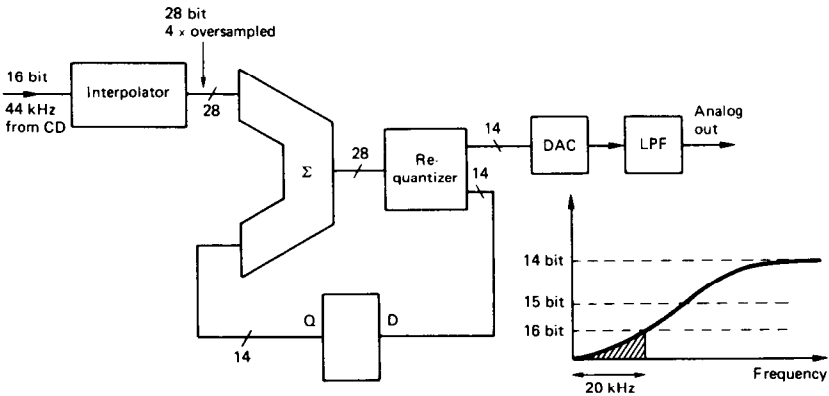 28 bit
4 × oversampled
16 bit
44 kHz
from CD
Interpolator
28
Σ
28
Re-
quantizer
14
14
DAC
LPF
Analog
out
Q
D
14
14 bit
15 bit
16 bit
20 kHz
Frequency